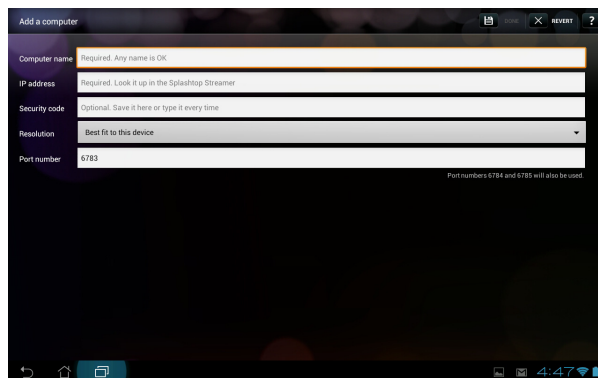 Add a computer
DONE
REVERT
?
Computer name
Required. Any name is OK
IP address
Required. Look it up in the Splashtop Streamer
Security code
Optional. Save it here or type it every time
Resolution
Best fit to this device
Port number
6783
Port numbers 6784 and 6785 will also be used.
4:47